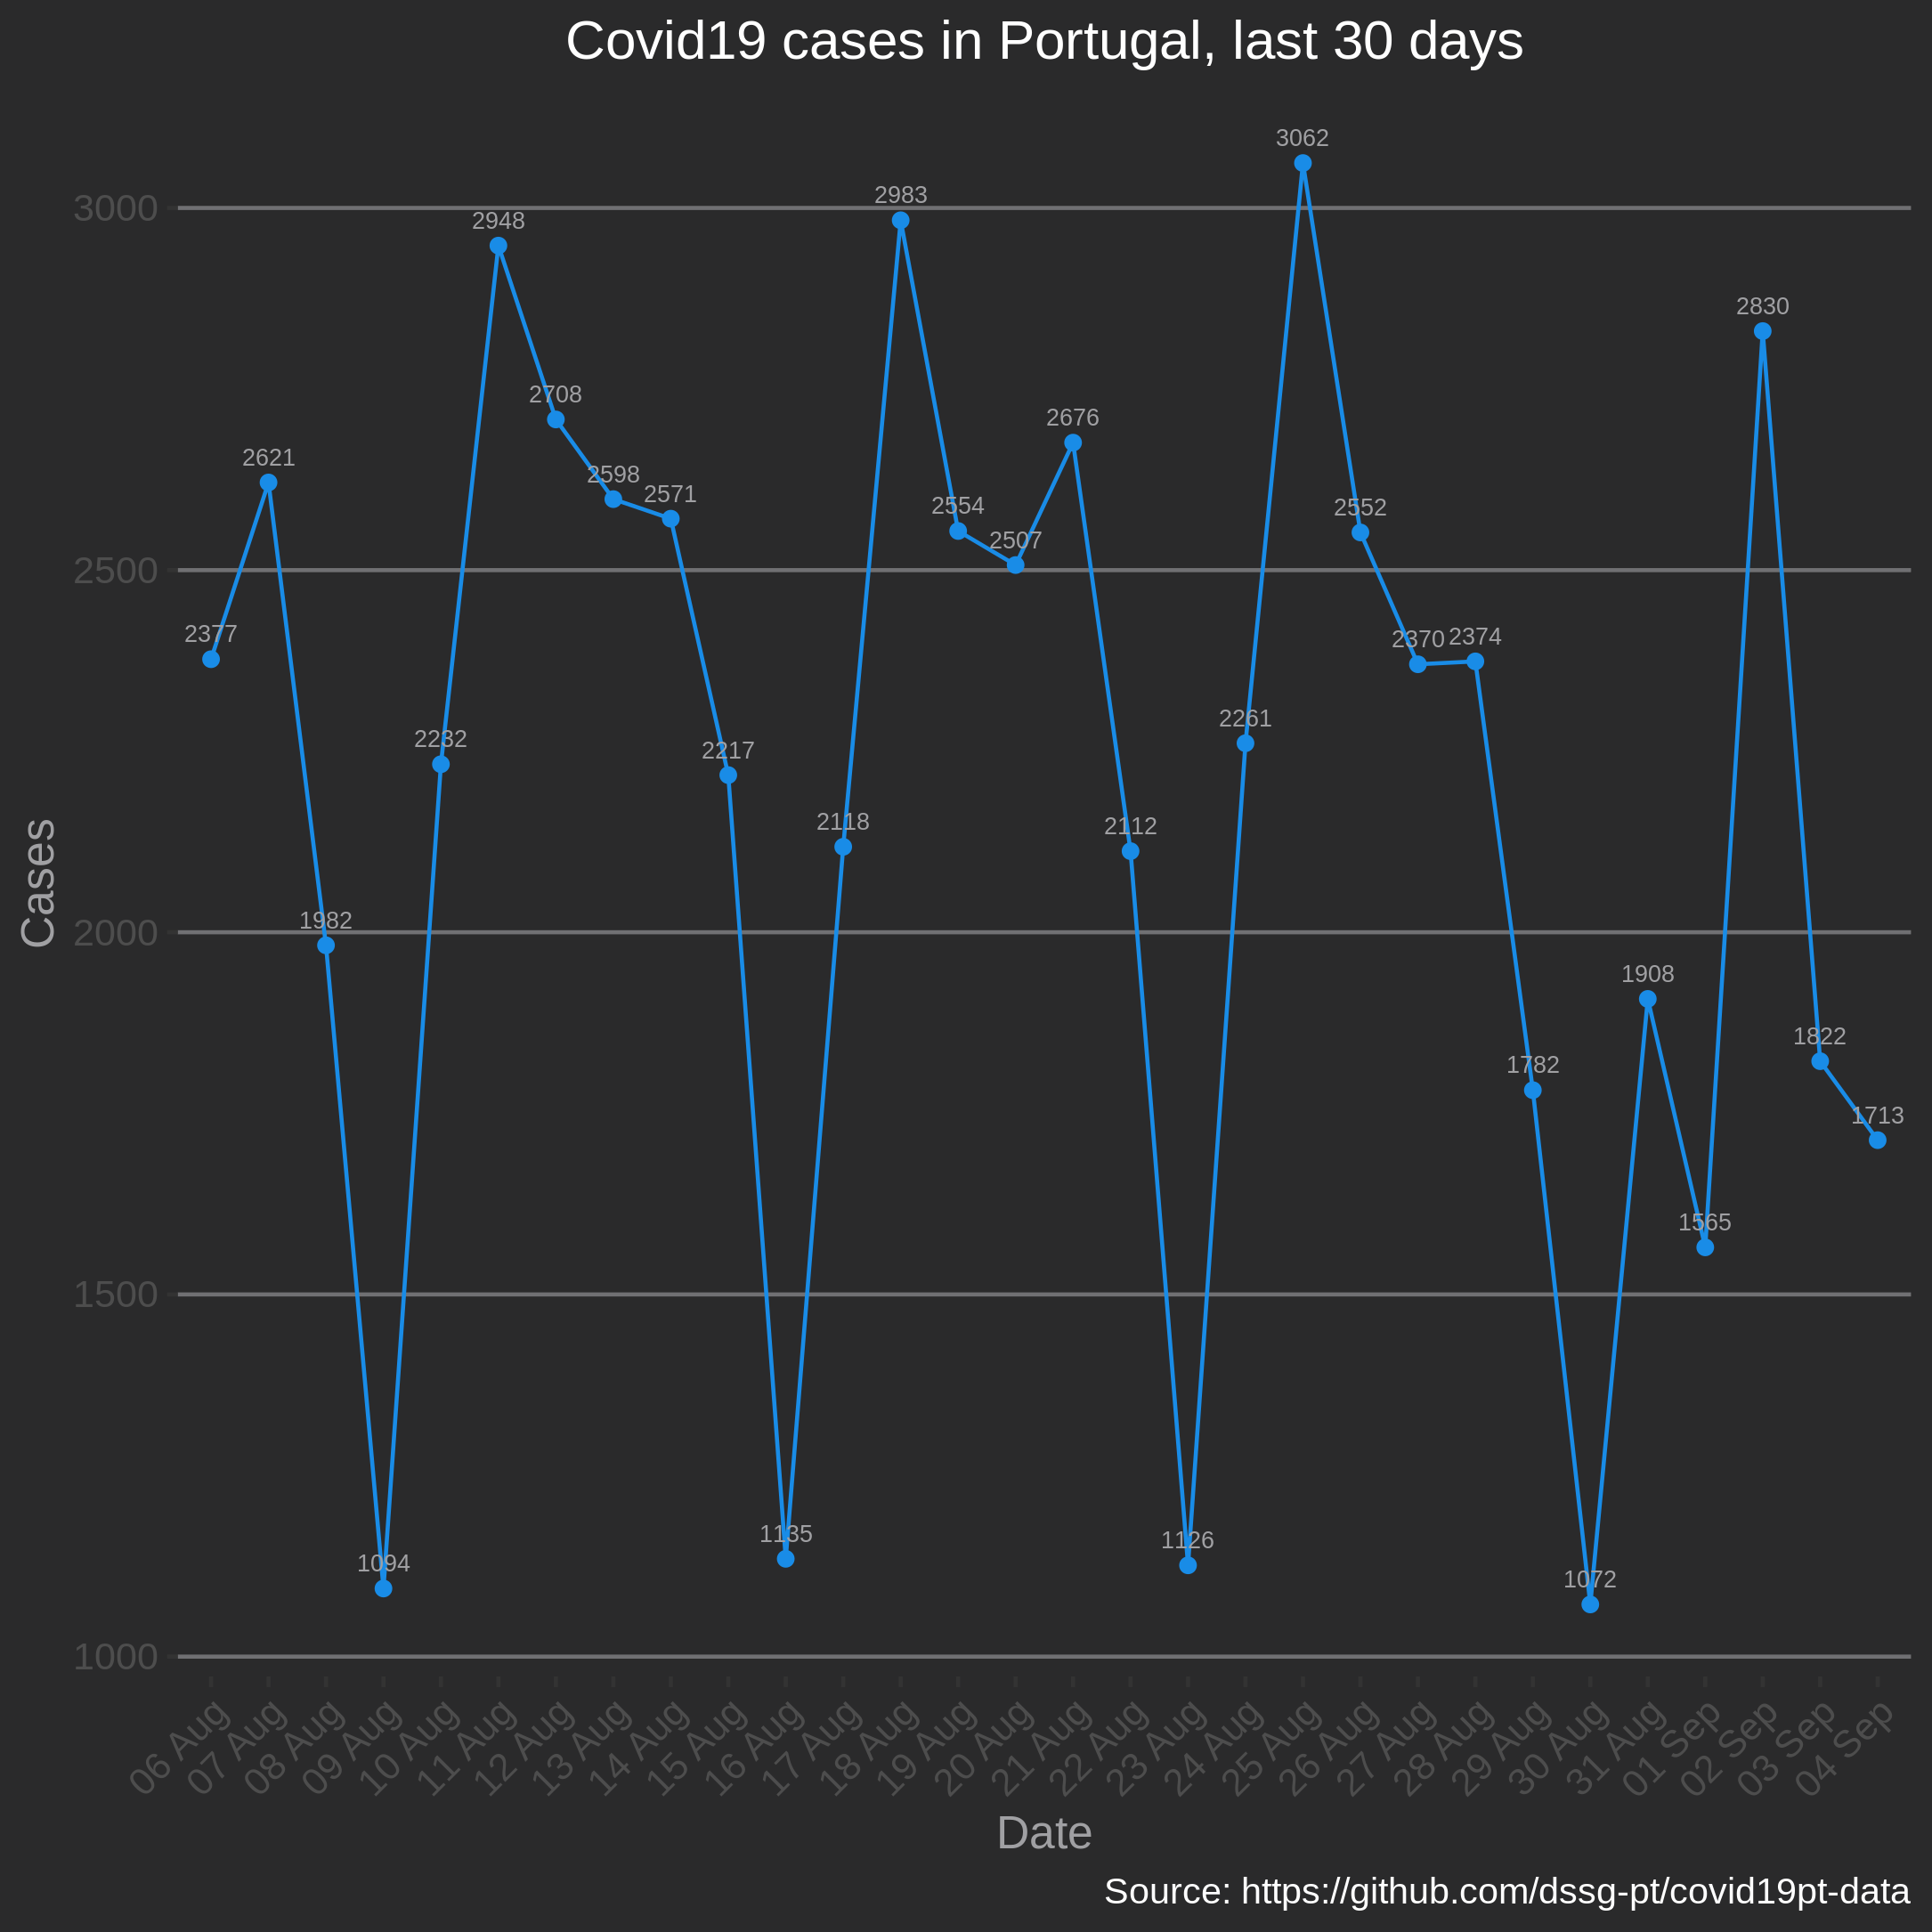 Covid19 cases in Portugal, last 30 days
3062
3000
2983
2948
2830
2708
2676
2621
2598
2571
2554
2552
2507
2500
2377
2370
2374
2261
2232
2217
2118
2112
Cases
2000
1982
1908
1822
1782
1713
1565
1500
1135
1126
1094
1072
1000
06 Aug
07 Aug
08 Aug
09 Aug
10 Aug
11 Aug
12 Aug
13 Aug
14 Aug
15 Aug
16 Aug
17 Aug
18 Aug
19 Aug
20 Aug
21 Aug
22 Aug
23 Aug
24 Aug
25 Aug
26 Aug
27 Aug
28 Aug
29 Aug
30 Aug
31 Aug
01 Sep
02 Sep
03 Sep
04 Sep
Date
Source: https://github.com/dssg-pt/covid19pt-data